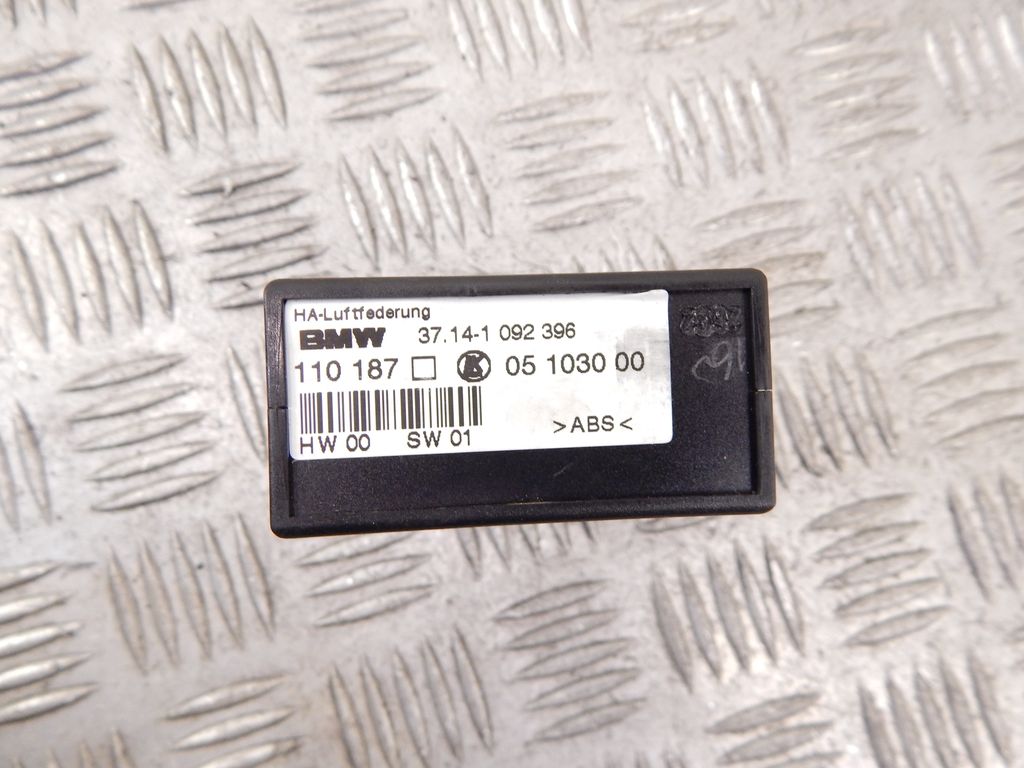 HA-Luftfederung
BMW 37.14-1 092 396
110 187 □ K 05 1030 00
HW 00 SW 01 >ABS<